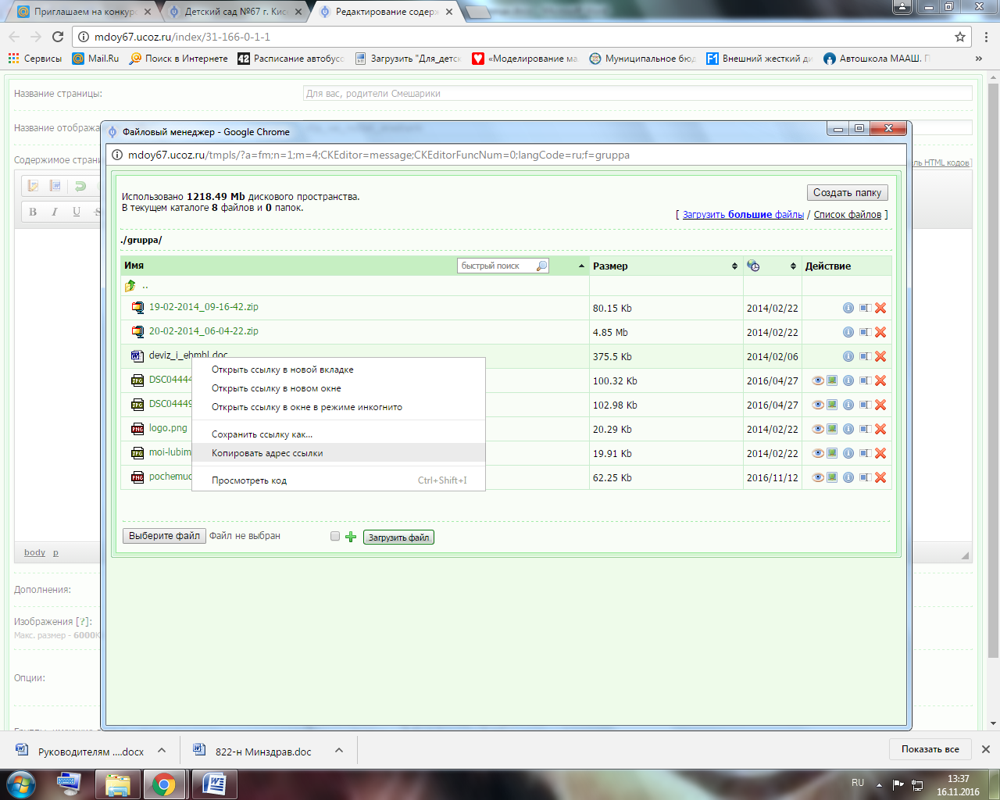 Приглашаем на конкурс
Детский сад №67 г. Кисе
Редактирование содерж
mdoy67.ucoz.ru/index/31-166-0-1-1
Сервисы
Mail.Ru
Поиск в Интернете
Расписание автобусо
Загрузить "Для_детск
«Моделирование ма
Муниципальное бюд
Внешний жесткий ди
Автошкола МААШ. П
»
Название страницы:
Для вас, родители Смешарики
Название отобража
Содержимое страни
ль HTML кодов ]
Файловый менеджер - Google Chrome
mdoy67.ucoz.ru/tmpls/?a=fm;n=1;m=4;CKEditor=message;CKEditorFuncNum=0;langCode=ru;f=gruppa
Использовано 1218.49 Mb дискового пространства.
В текущем каталоге 8 файлов и 0 папок.
Создать папку
[ Загрузить большие файлы / Список файлов ]
./gruppa/
Имя
быстрый поиск
Размер
Действие
..
19-02-2014_09-16-42.zip 80.15 Kb 2014/02/22
20-02-2014_06-04-22.zip 4.85 Mb 2014/02/22
deviz_i_ehmbl.doc 375.5 Kb 2014/02/06
DSC04444 100.32 Kb 2016/04/27
DSC04449 102.98 Kb 2016/04/27
logo.png 20.29 Kb 2014/02/22
moi-lubim 19.91 Kb 2014/02/22
pochemuc 62.25 Kb 2016/11/12
Открыть ссылку в новой вкладке
Открыть ссылку в новом окне
Открыть ссылку в окне в режиме инкогнито
Сохранить ссылку как...
Копировать адрес ссылки
Просмотреть код Ctrl+Shift+I
Выберите файл
Файл не выбран
Загрузить файл
B I U S
body p
Дополнения:
Изображения [?]:
Макс. размер - 6000K
Опции:
Руководителям ....docx
822-н Минздрав.doc
Показать все
RU
13:37
16.11.2016